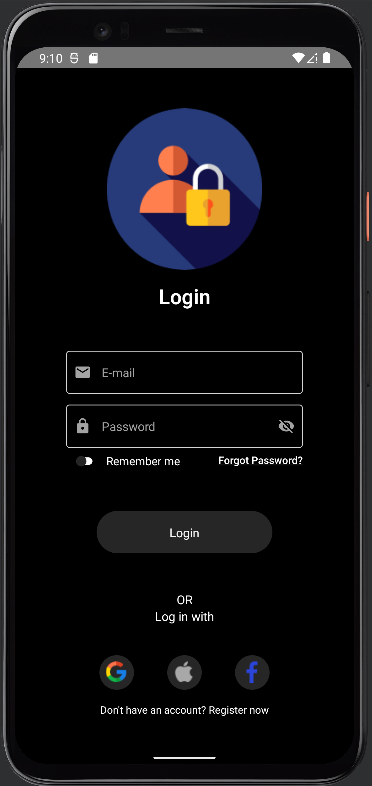 9:10
Login
E-mail
Password
Remember me Forgot Password?
Login
OR
Log in with
Don't have an account? Register now